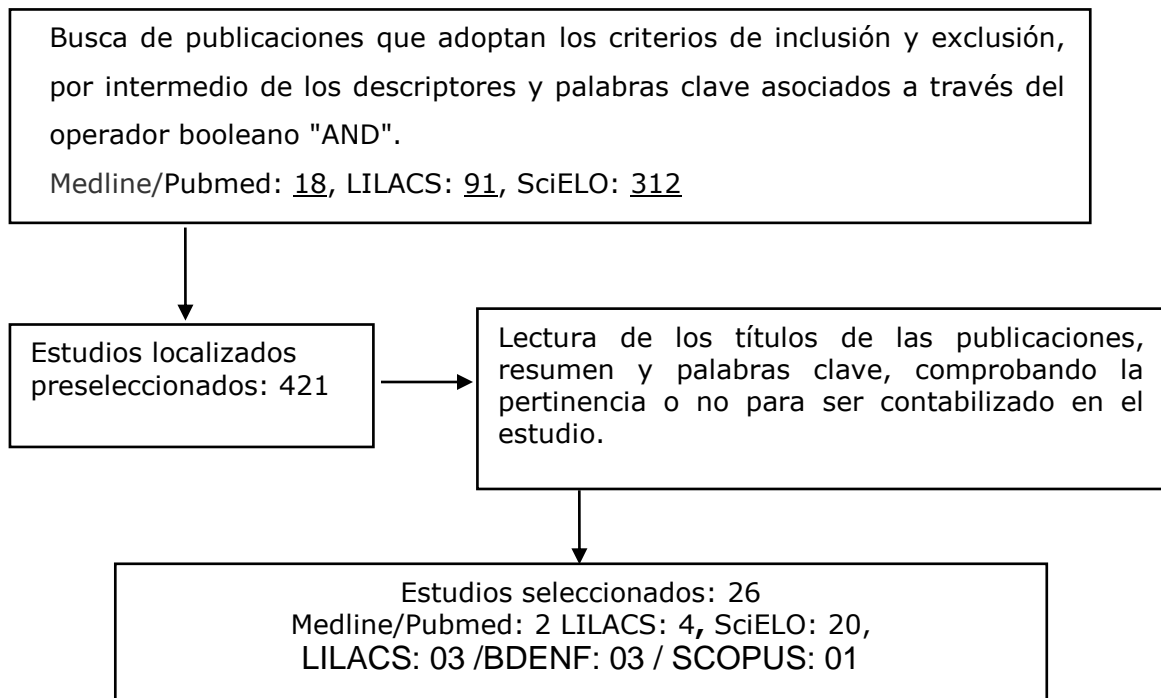 Busca de publicaciones que adoptan los criterios de inclusión y exclusión,
por intermedio de los descriptores y palabras clave asociados a través del
operador booleano "AND".
Medline/Pubmed: 18, LILACS: 91, SciELO: 312
Estudios localizados
preseleccionados: 421
Lectura de los títulos de las publicaciones,
resumen y palabras clave, comprobando la
pertinencia o no para ser contabilizado en el
estudio.
Estudios seleccionados: 26
Medline/Pubmed: 2 LILACS: 4, SciELO: 20,
LILACS: 03 /BDENF: 03 / SCOPUS: 01